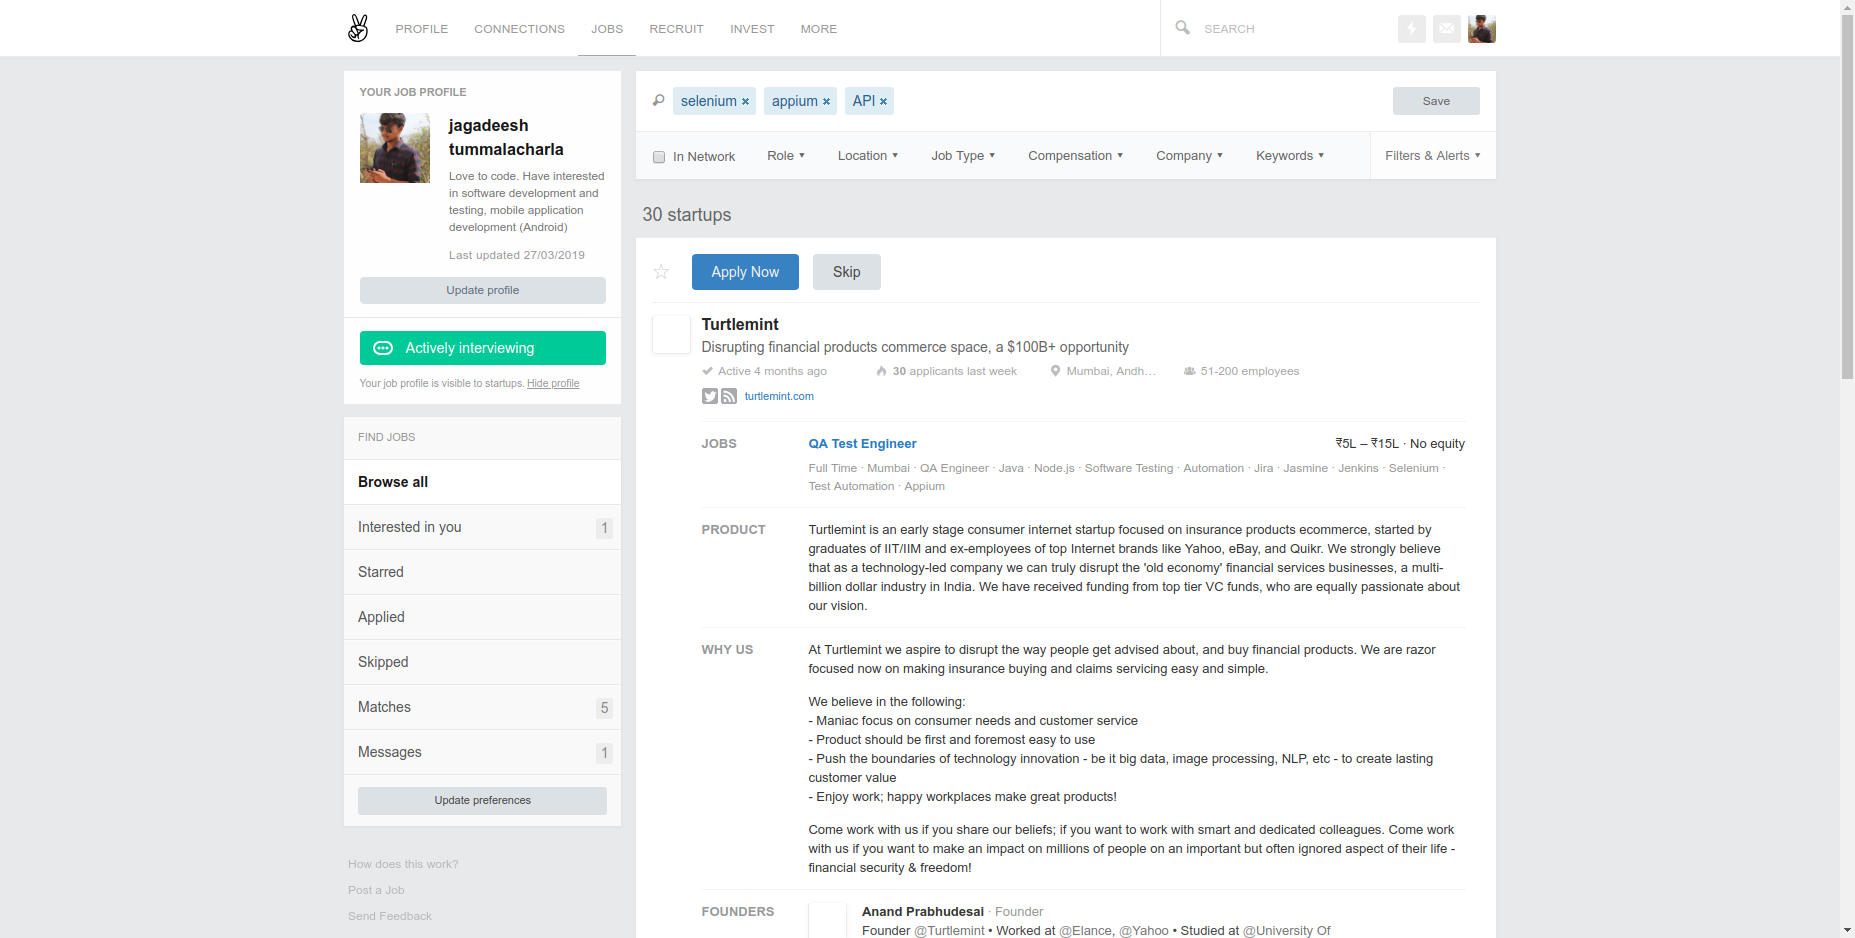 PROFILE CONNECTIONS JOBS RECRUIT INVEST MORE SEARCH
YOUR JOB PROFILE
jagadeesh
tummalacharla
Love to code. Have interested
in software development and
testing, mobile application
development (Android)
Last updated 27/03/2019
Update profile
Actively interviewing
Your job profile is visible to startups. Hide profile
FIND JOBS
Browse all
Interested in you 1
Starred
Applied
Skipped
Matches 5
Messages 1
Update preferences
How does this work?
Post a Job
Send Feedback
selenium × appium × API × Save
In Network Role ▾ Location ▾ Job Type ▾ Compensation ▾ Company ▾ Keywords ▾ Filters & Alerts ▾
30 startups
Apply Now Skip
Turtlemint
Disrupting financial products commerce space, a $100B+ opportunity
Active 4 months ago 30 applicants last week Mumbai, Andh... 51-200 employees
turtlemint.com
JOBS QA Test Engineer ₹5L – ₹15L · No equity
Full Time · Mumbai · QA Engineer · Java · Node.js · Software Testing · Automation · Jira · Jasmine · Jenkins · Selenium ·
Test Automation · Appium
PRODUCT Turtlemint is an early stage consumer internet startup focused on insurance products ecommerce, started by
graduates of IIT/IIM and ex-employees of top Internet brands like Yahoo, eBay, and Quikr. We strongly believe
that as a technology-led company we can truly disrupt the 'old economy' financial services businesses, a multi-
billion dollar industry in India. We have received funding from top tier VC funds, who are equally passionate about
our vision.
WHY US At Turtlemint we aspire to disrupt the way people get advised about, and buy financial products. We are razor
focused now on making insurance buying and claims servicing easy and simple.
We believe in the following:
- Maniac focus on consumer needs and customer service
- Product should be first and foremost easy to use
- Push the boundaries of technology innovation - be it big data, image processing, NLP, etc - to create lasting
customer value
- Enjoy work; happy workplaces make great products!
Come work with us if you share our beliefs; if you want to work with smart and dedicated colleagues. Come work
with us if you want to make an impact on millions of people on an important but often ignored aspect of their life -
financial security & freedom!
FOUNDERS Anand Prabhudesai · Founder
Founder @Turtlemint • Worked at @Elance, @Yahoo • Studied at @University Of